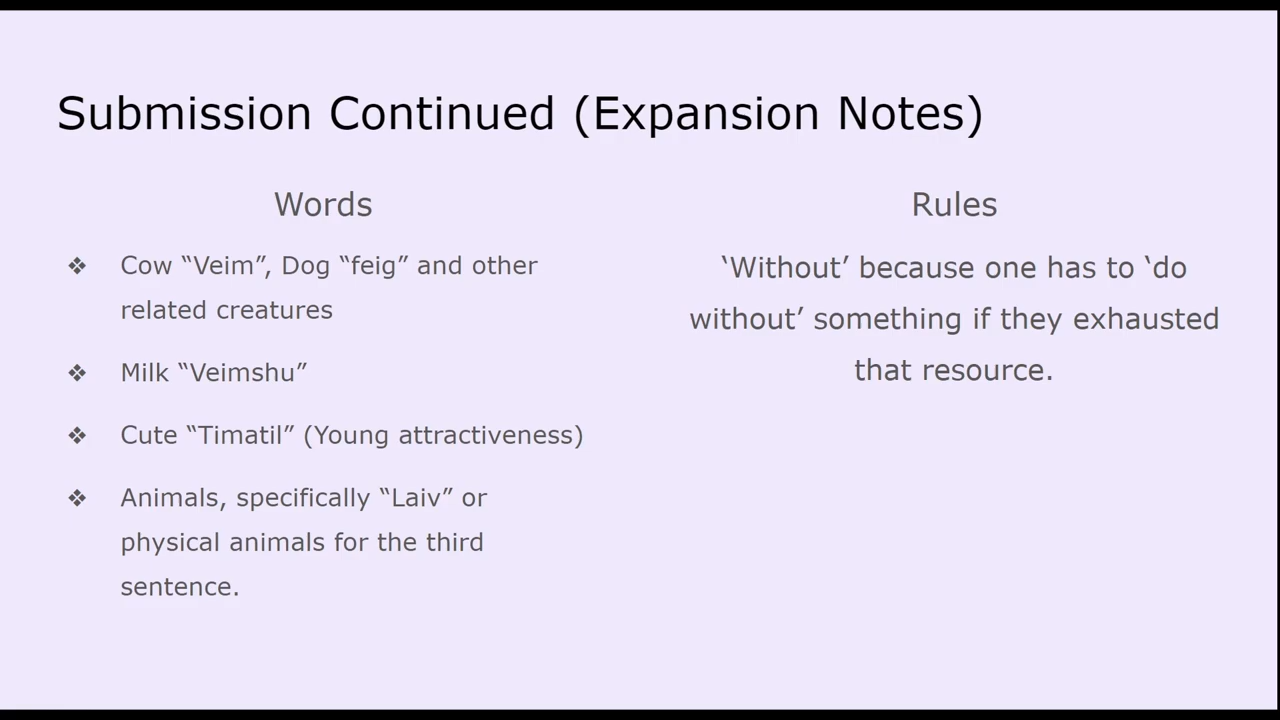 Submission Continued (Expansion Notes)
Words
❖ Cow “Veim”, Dog “feig” and other
related creatures
❖ Milk “Veimshu”
❖ Cute “Timatil” (Young attractiveness)
❖ Animals, specifically “Laiv” or
physical animals for the third
sentence.
Rules
‘Without’ because one has to ‘do
without’ something if they exhausted
that resource.